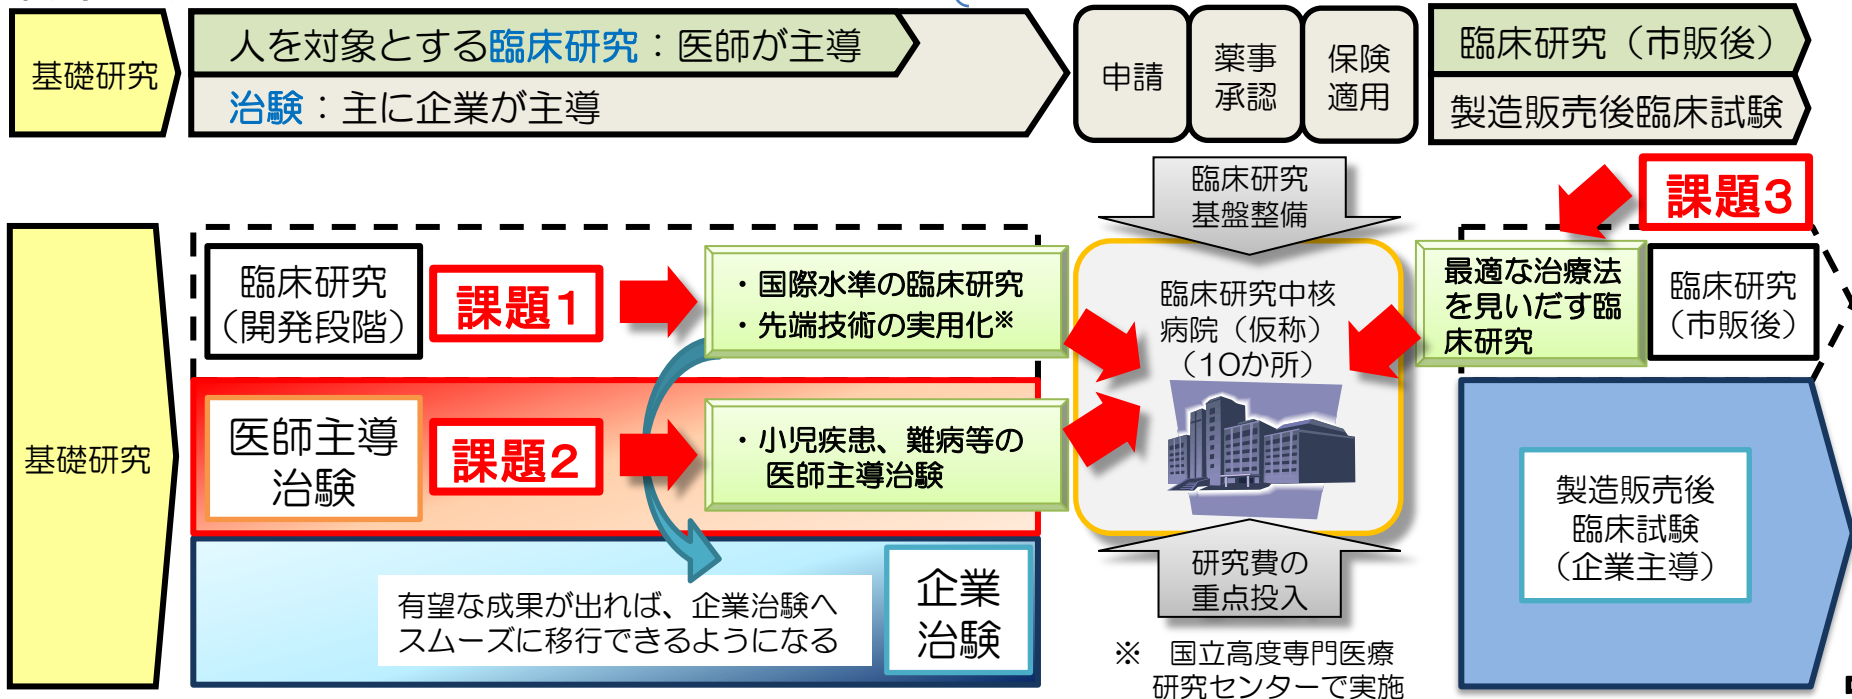 基礎研究
人を対象とする臨床研究：医師が主導
治験：主に企業が主導
申請
薬事
承認
保険
適用
臨床研究（市販後）
製造販売後臨床試験
基礎研究
臨床研究
（開発段階）
課題1
・国際水準の臨床研究
・先端技術の実用化※
医師主導
治験
課題2
・小児疾患、難病等の
医師主導治験
有望な成果が出れば、企業治験へ
スムーズに移行できるようになる
企業
治験
臨床研究
基盤整備
臨床研究中核
病院（仮称）
（10か所）
研究費の
重点投入
※　国立高度専門医療
研究センターで実施
課題3
最適な治療法
を見いだす臨
床研究
臨床研究
（市販後）
製造販売後
臨床試験
（企業主導）